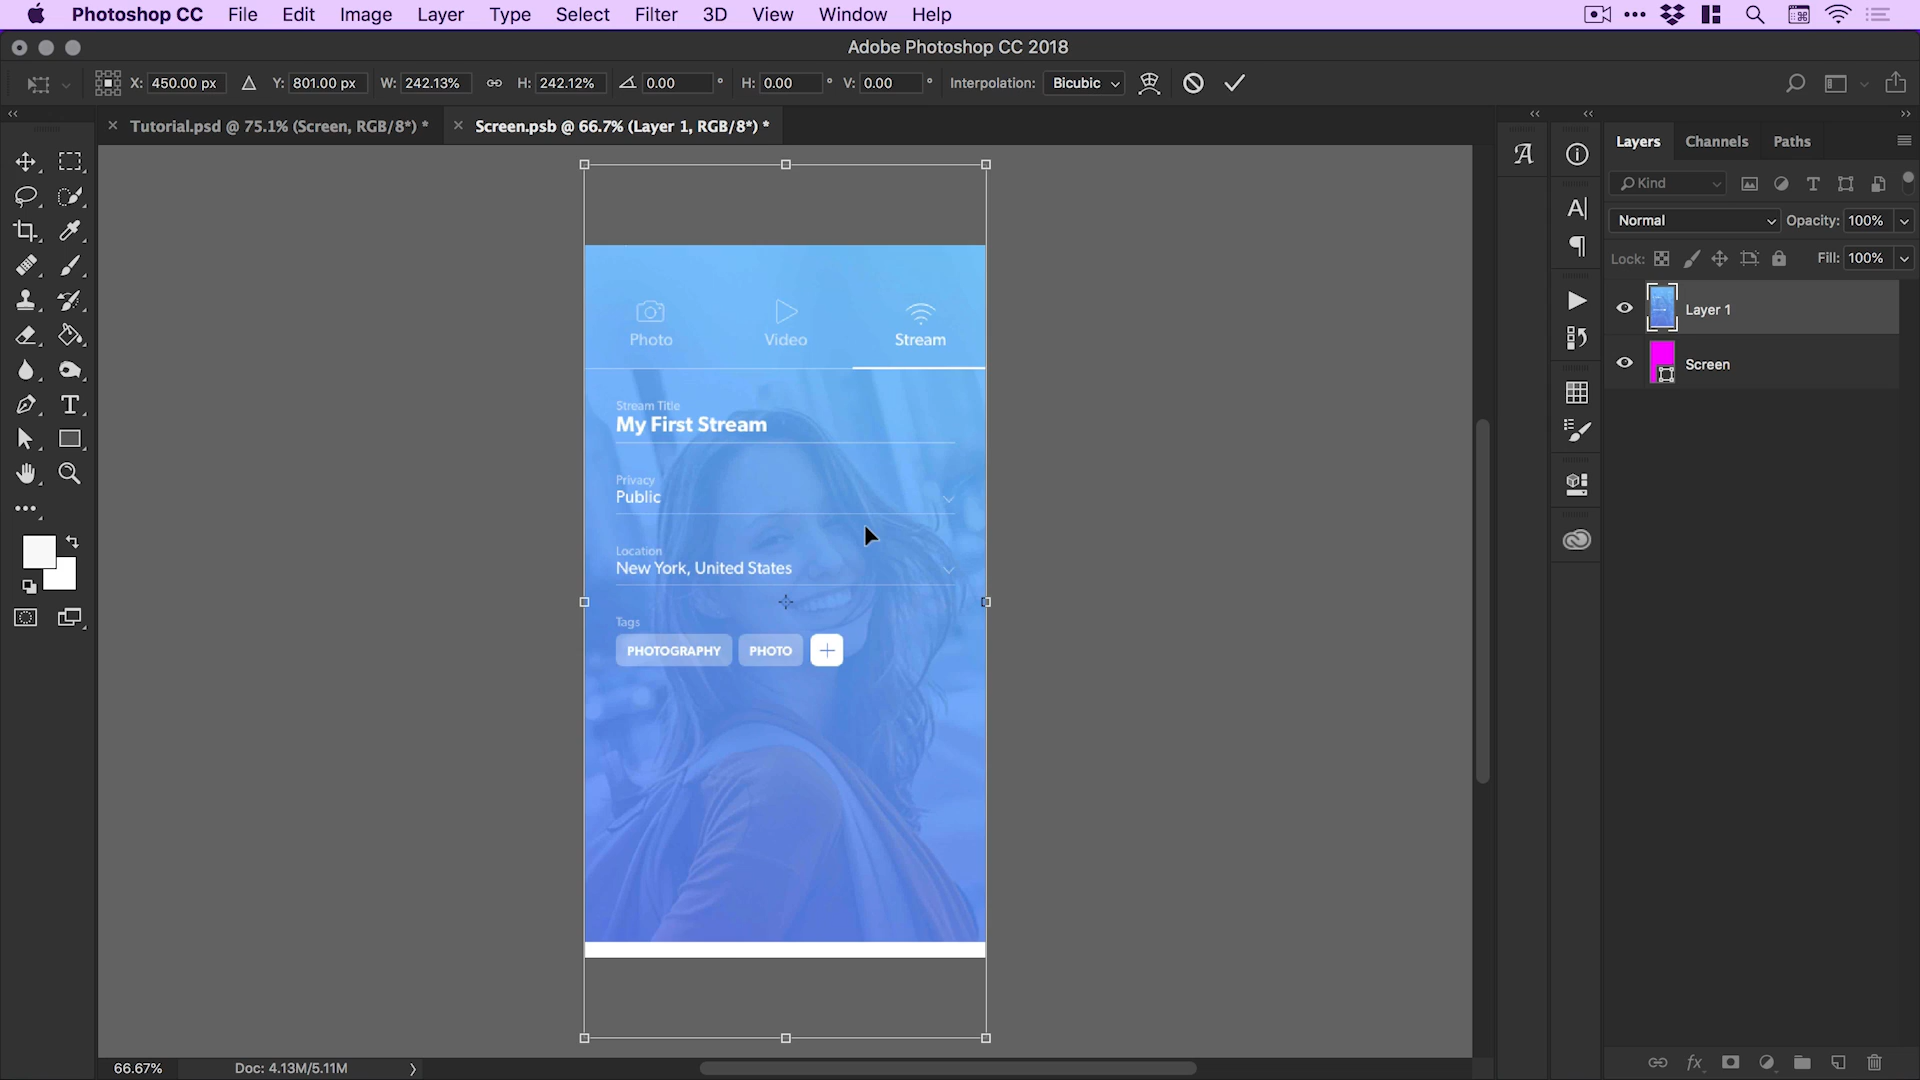 Photoshop CC File Edit Image Layer Type Select Filter 3D View Window Help
Adobe Photoshop CC 2018
X: 450.00 px Y: 801.00 px W: 242.13% H: 242.12% 0.00 ° H: 0.00 ° V: 0.00 ° Interpolation: Bicubic
Tutorial.psd @ 75.1% (Screen, RGB/8*) * Screen.psb @ 66.7% (Layer 1, RGB/8*) *
Layers Channels Paths
Kind
Normal Opacity: 100%
Lock: Fill: 100%
Layer 1
Screen
Photo Video Stream
Stream Title
My First Stream
Privacy
Public
Location
New York, United States
Tags
PHOTOGRAPHY PHOTO
66.67% Doc: 4.13M/5.11M